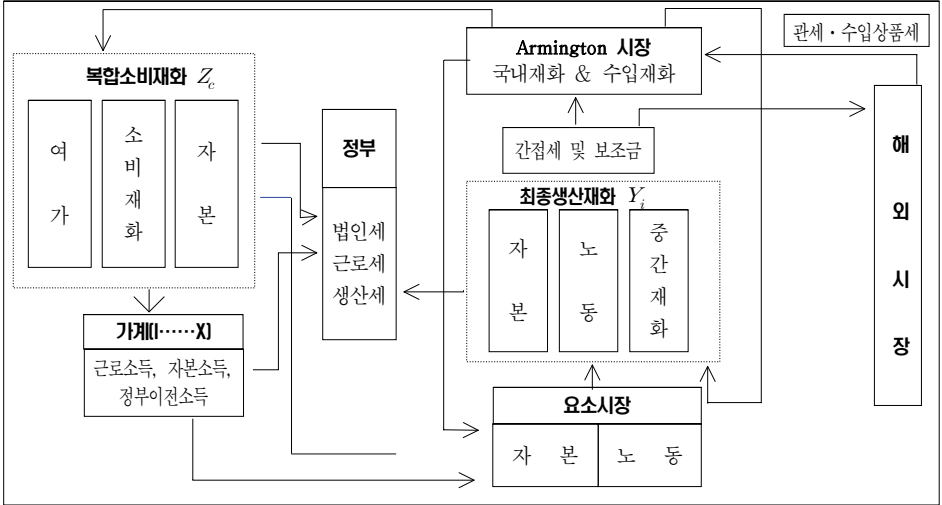 Armington 시장
국내재화 & 수입재화
관세·수입상품세
복합소비재화 Z_c
여가
소비재화
자본
정부
법인세
근로세
생산세
간접세 및 보조금
최종생산재화 Y_i
자본
노동
중간재화
해외시장
가계(I……X)
근로소득, 자본소득,
정부이전소득
요소시장
자 본
노 동